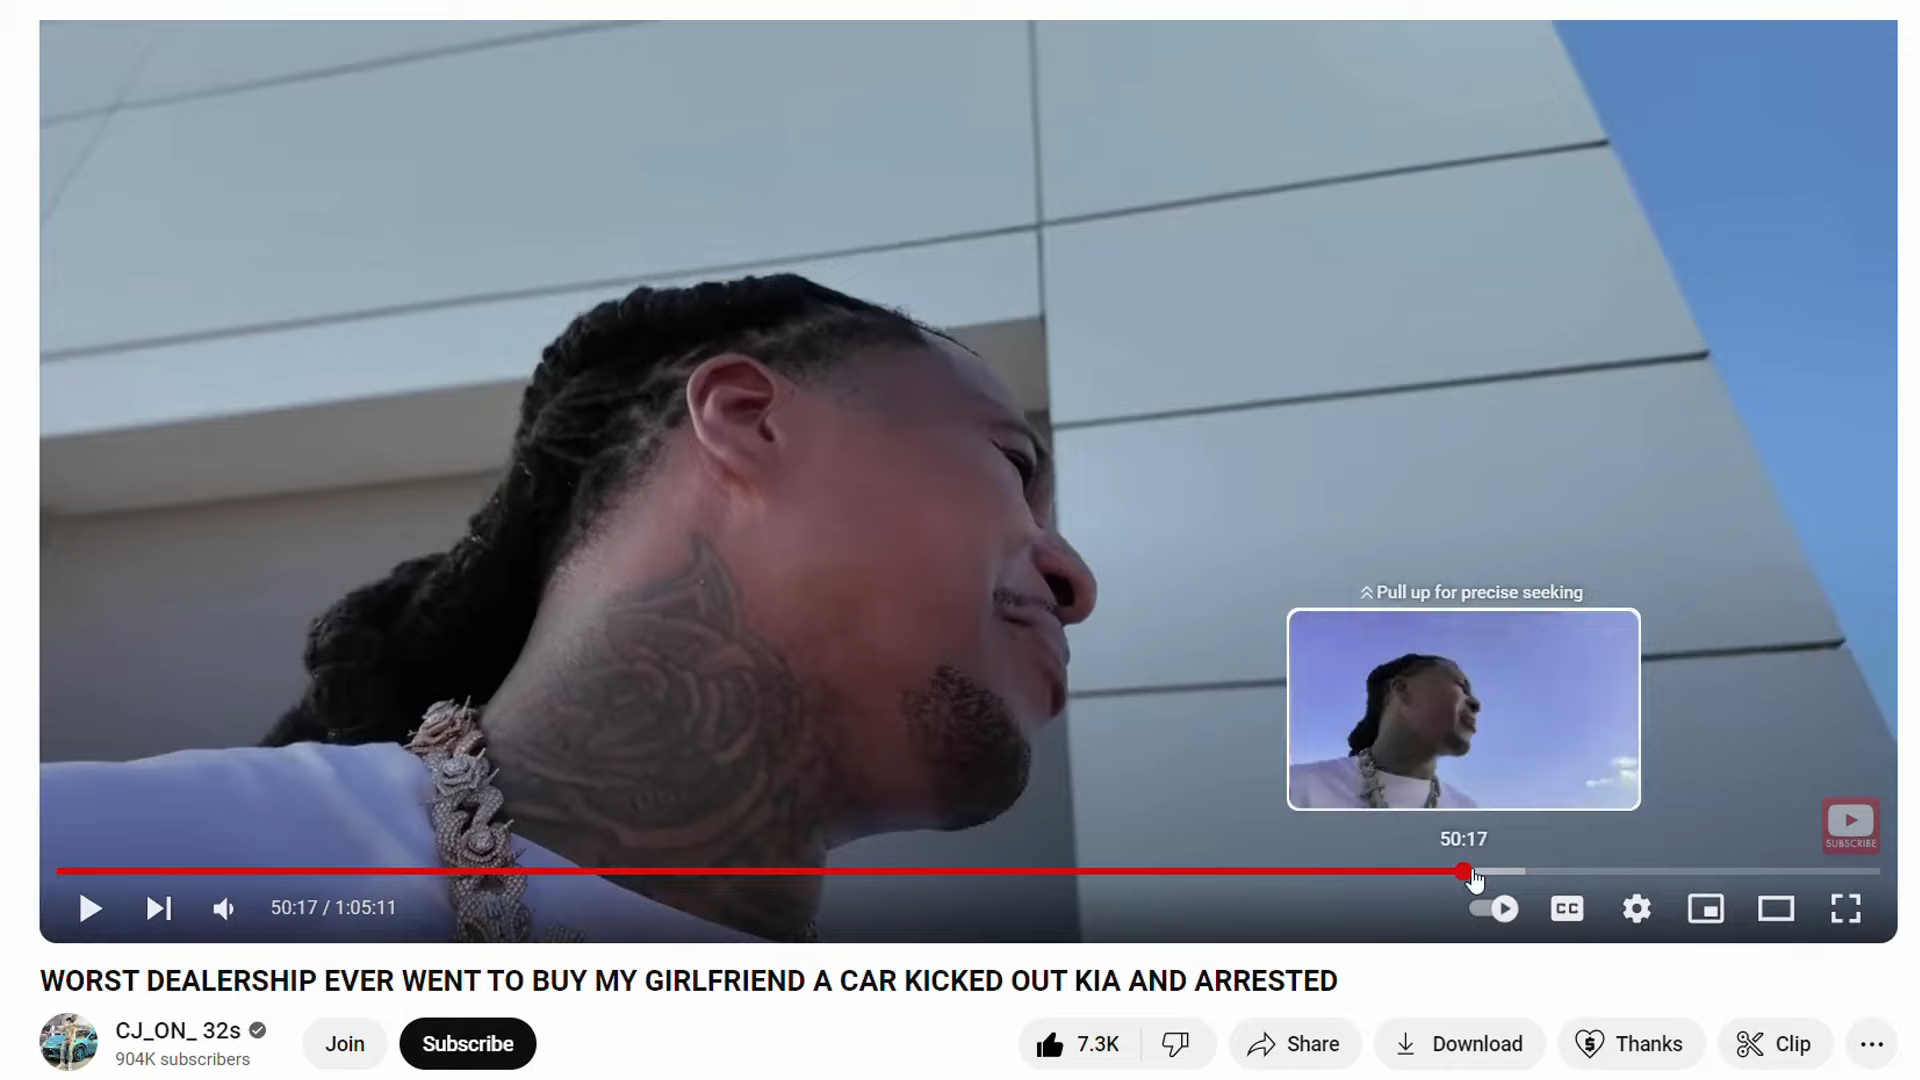 Pull up for precise seeking
50:17
SUBSCRIBE
50:17 / 1:05:11
CC
WORST DEALERSHIP EVER WENT TO BUY MY GIRLFRIEND A CAR KICKED OUT KIA AND ARRESTED
CJ_ON_ 32s
904K subscribers
Join
Subscribe
7.3K
Share
Download
Thanks
Clip